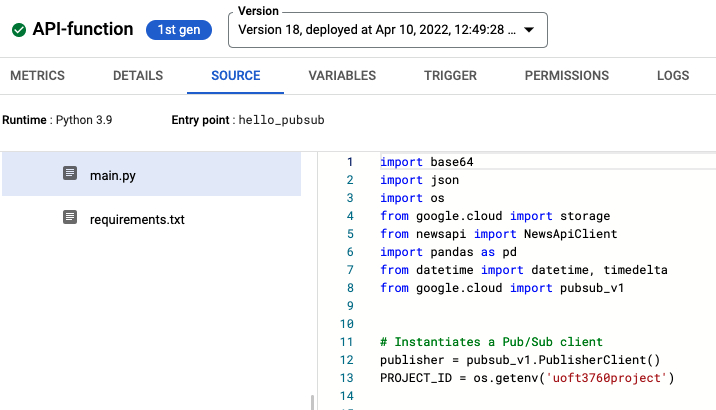 API-function 1st gen
Version
Version 18, deployed at Apr 10, 2022, 12:49:28 ...
METRICS DETAILS SOURCE VARIABLES TRIGGER PERMISSIONS LOGS
Runtime : Python 3.9 Entry point : hello_pubsub
main.py
requirements.txt
1 import base64
2 import json
3 import os
4 from google.cloud import storage
5 from newsapi import NewsApiClient
6 import pandas as pd
7 from datetime import datetime, timedelta
8 from google.cloud import pubsub_v1
9
10
11 # Instantiates a Pub/Sub client
12 publisher = pubsub_v1.PublisherClient()
13 PROJECT_ID = os.getenv('uoft3760project')
14